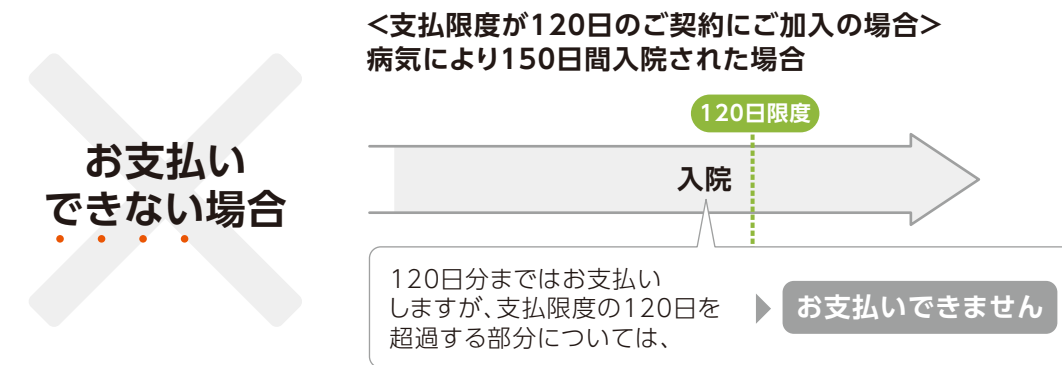 お支払い
できない場合
<支払限度が120日のご契約にご加入の場合>
病気により150日間入院された場合
120日限度
入院
120日分まではお支払い
しますが、支払限度の120日を
超過する部分については、
お支払いできません